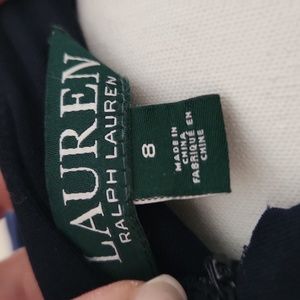 LAUREN
RALPH LAUREN
8
MADE IN
CHINA
FABRIQUÉ EN
CHINE